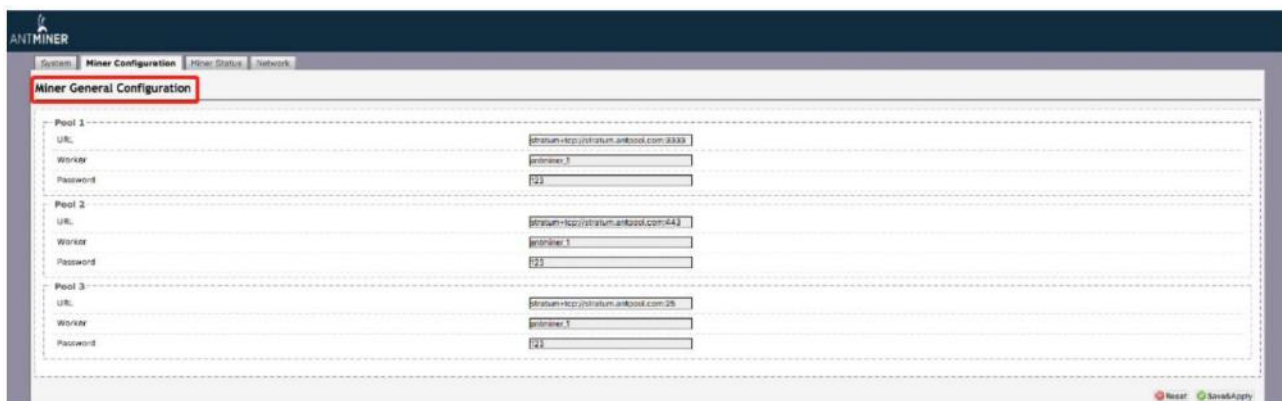 ANTMINER
System Miner Configuration Miner Status Network
Miner General Configuration
Pool 1
URL stratum+tcp://stratum.antpool.com:3333
Worker antminer_1
Password 123
Pool 2
URL stratum+tcp://stratum.antpool.com:443
Worker antminer_1
Password 123
Pool 3
URL stratum+tcp://stratum.antpool.com:25
Worker antminer_1
Password 123
Reset Save&Apply